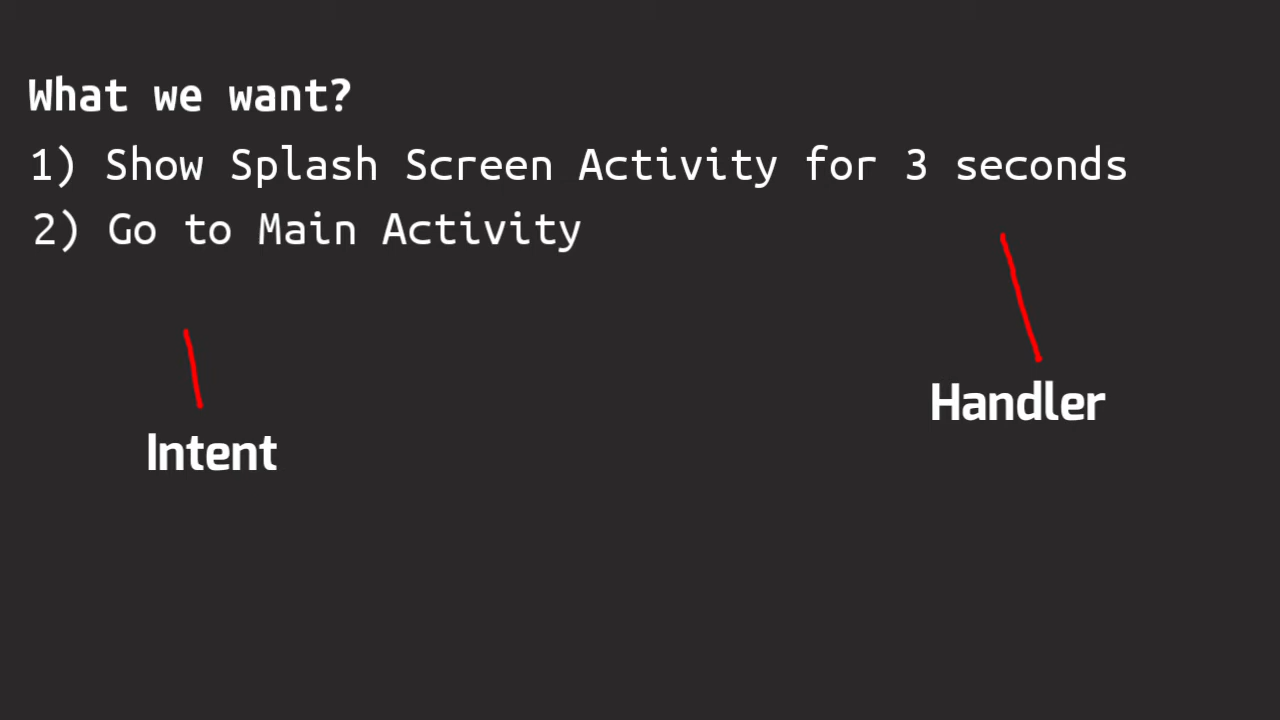 What we want?
1) Show Splash Screen Activity for 3 seconds
2) Go to Main Activity
Handler
Intent